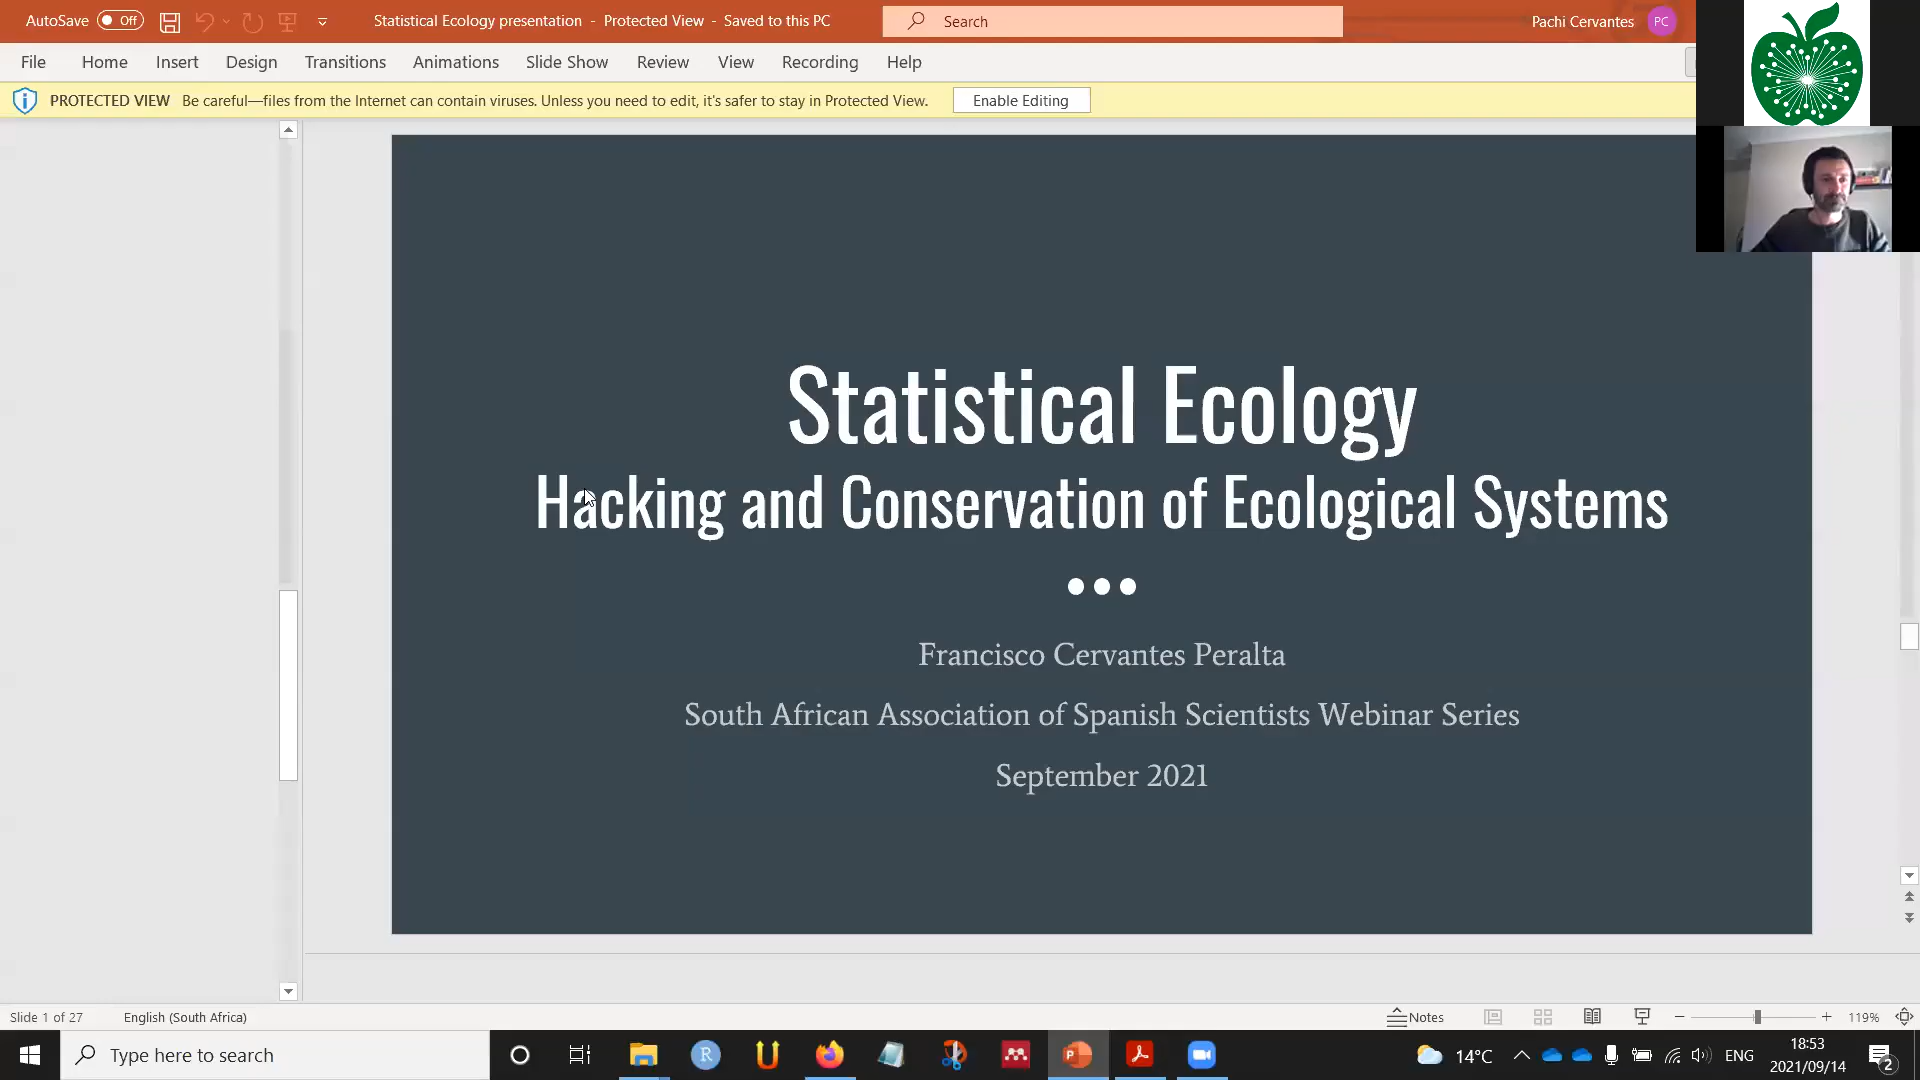 AutoSave Off Statistical Ecology presentation - Protected View - Saved to this PC Search Pachi Cervantes PC
File Home Insert Design Transitions Animations Slide Show Review View Recording Help
PROTECTED VIEW Be careful—files from the Internet can contain viruses. Unless you need to edit, it's safer to stay in Protected View. Enable Editing
Statistical Ecology
Hacking and Conservation of Ecological Systems
Francisco Cervantes Peralta
South African Association of Spanish Scientists Webinar Series
September 2021
Slide 1 of 27 English (South Africa) Notes 119%
Type here to search 14°C ENG 18:53
2021/09/14 2